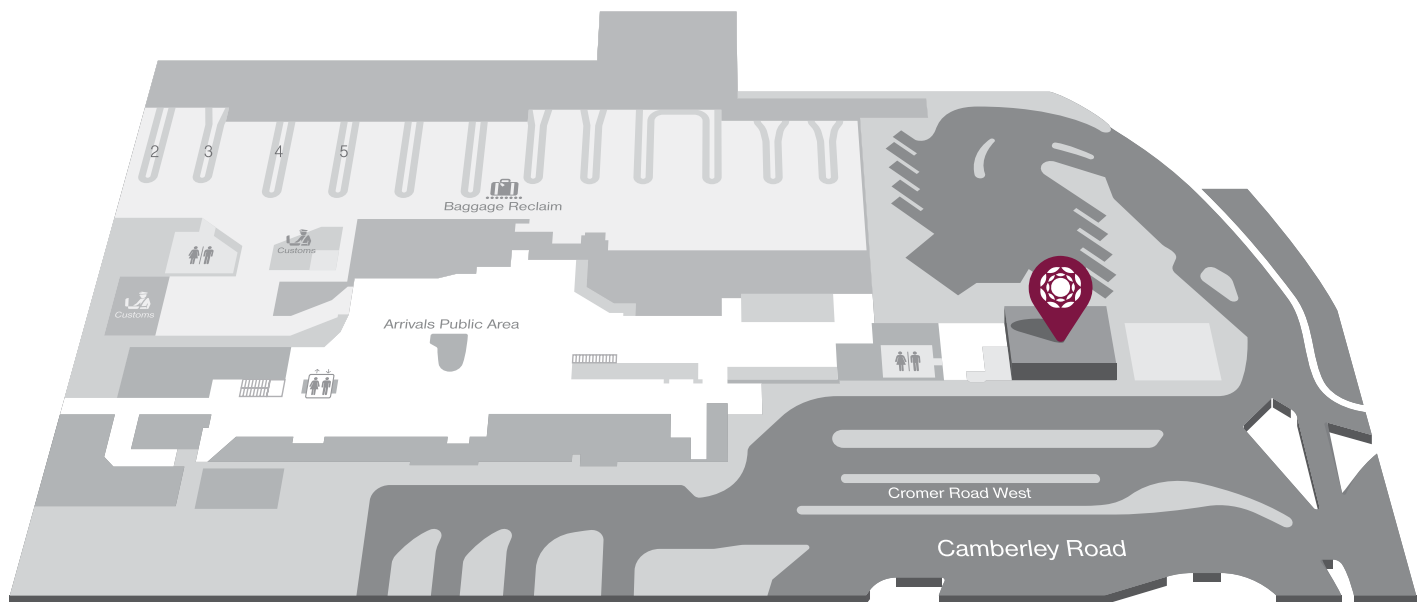 2
3
4
5
Baggage Reclaim
Customs
Customs
Arrivals Public Area
Cromer Road West
Camberley Road